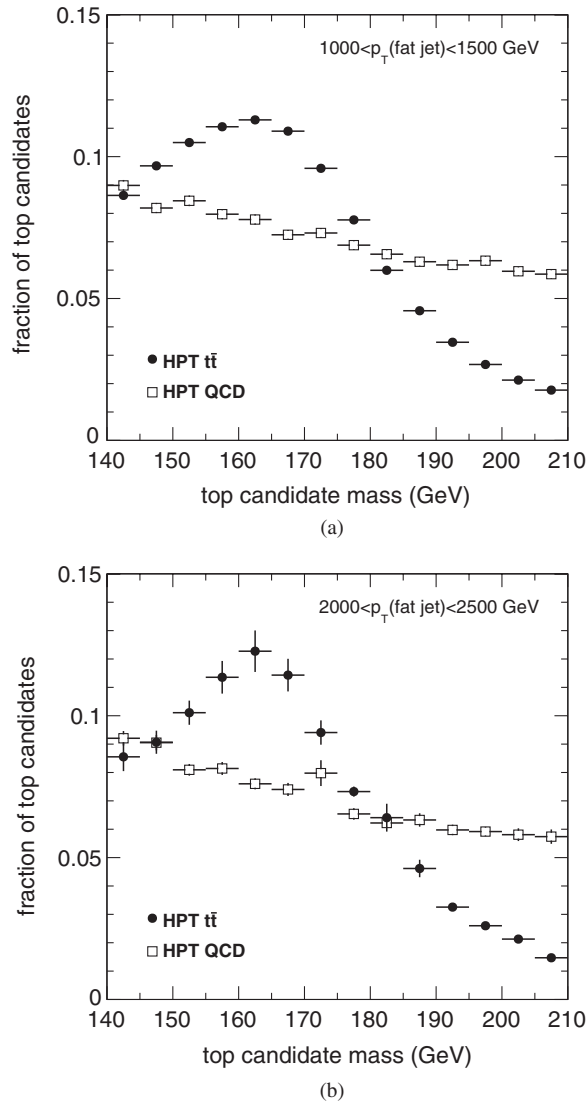 0.15
1000<pT(fat jet)<1500 GeV
0.1
fraction of top candidates
0.05
HPT tt̄
HPT QCD
0
140 150 160 170 180 190 200 210
top candidate mass (GeV)
(a)
0.15
2000<pT(fat jet)<2500 GeV
0.1
fraction of top candidates
0.05
HPT tt̄
HPT QCD
0
140 150 160 170 180 190 200 210
top candidate mass (GeV)
(b)